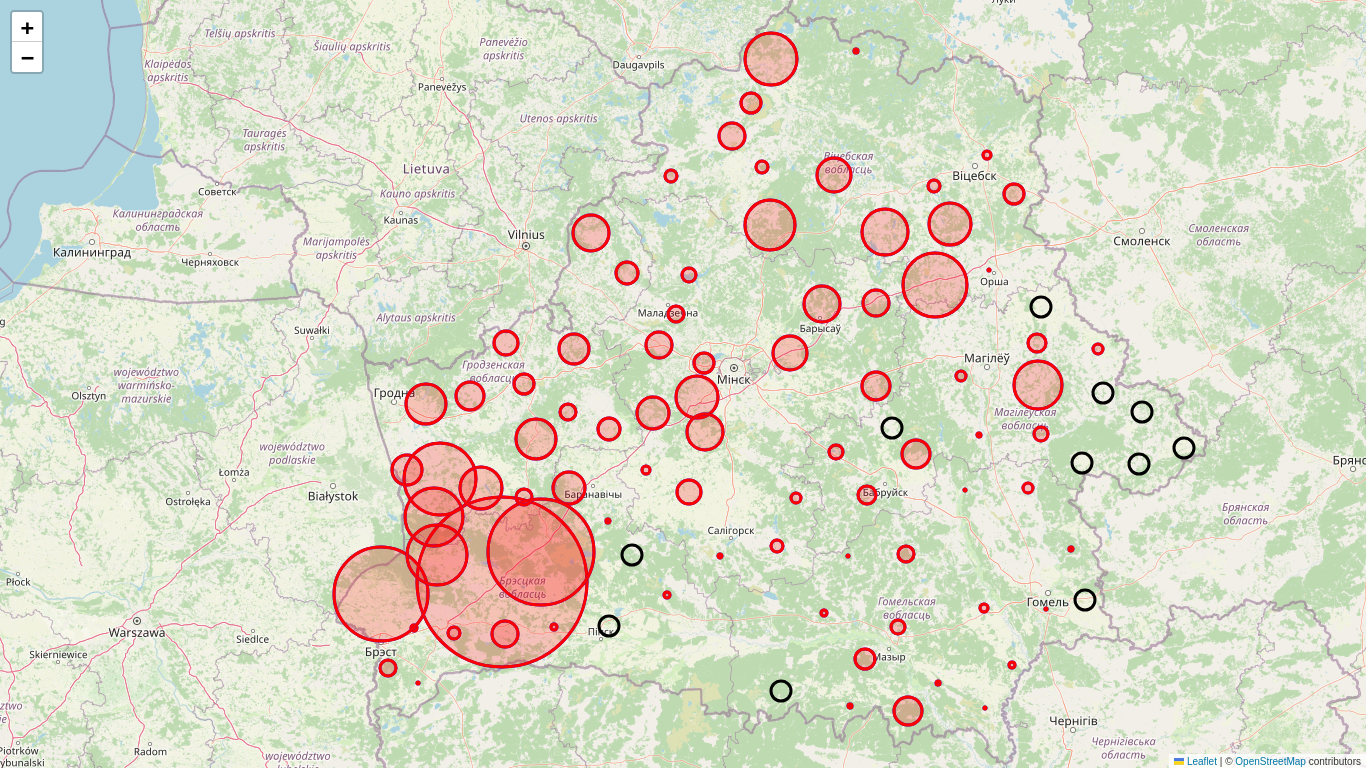 +
−
Telšių apskritis
Šiaulių apskritis
Panevėžio
apskritis
Daugavpils
Луки
Klaipėdos
apskritis
Panevėžys
Utenos apskritis
Tauragės
apskritis
Lietuva
Віцебская
вобласць
Віцебск
Советск
Kauno apskritis
Kaunas
Калининградская
область
Vilnius
Marijampolės
apskritis
Смоленск
Смоленская
область
Калининград
Черняховск
Орша
Alytaus apskritis
Маладзечна
Suwałki
Барысаў
Магілёў
Гродзенская
вобласць
Мінск
województwo
warmińsko-
mazurskie
Olsztyn
Гродна
Магілёўская
вобласць
województwo
podlaskie
Łomża
Ostrołęka
Białystok
Баранавічы
Бабруйск
Салігорск
Брянская
область
Płock
Брэсцкая
вобласць
Гомельская
вобласць
Гомель
Warszawa
Siedlce
Пінск
Skierniewice
Брэст
Мазыр
Чернігів
Radom
Piotrków
województwo
Чернігівська
область
Leaflet | © OpenStreetMap contributors